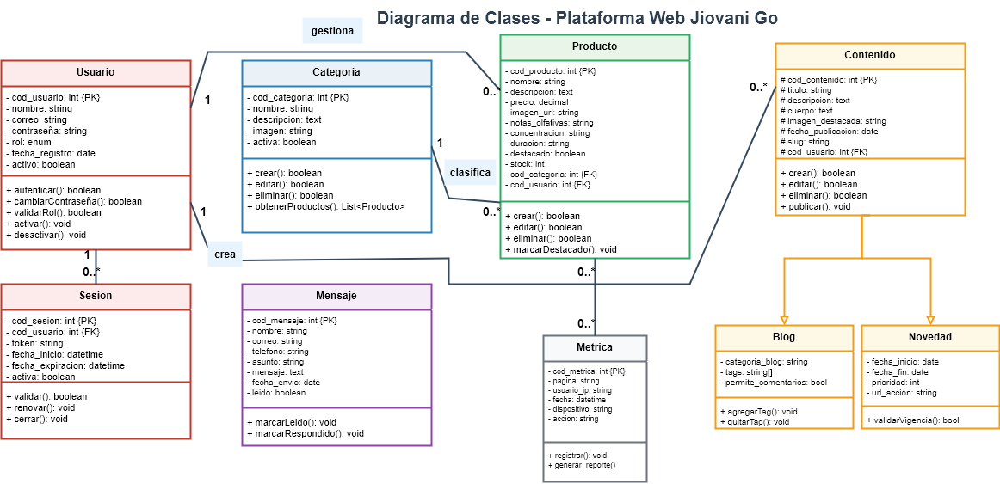 Diagrama de Clases - Plataforma Web Jiovani Go
gestiona
Usuario
- cod_usuario: int {PK}
- nombre: string
- correo: string
- contraseña: string
- rol: enum
- fecha_registro: date
- activo: boolean
+ autenticar(): boolean
+ cambiarContraseña(): boolean
+ validarRol(): boolean
+ activar(): void
+ desactivar(): void
1
1
1
0..*
Categoria
- cod_categoria: int {PK}
- nombre: string
- descripcion: text
- imagen: string
- activa: boolean
+ crear(): boolean
+ editar(): boolean
+ eliminar(): boolean
+ obtenerProductos(): List<Producto>
1
clasifica
0..*
0..*
Producto
- cod_producto: int {PK}
- nombre: string
- descripcion: text
- precio: decimal
- imagen_url: string
- notas_olfativas: string
- concentracion: string
- duracion: string
- destacado: boolean
- stock: int
- cod_categoria: int {FK}
- cod_usuario: int {FK}
+ crear(): boolean
+ editar(): boolean
+ eliminar(): boolean
+ marcarDestacado(): void
0..*
Contenido
# cod_contenido: int {PK}
# titulo: string
# descripcion: text
# cuerpo: text
# imagen_destacada: string
# fecha_publicacion: date
# slug: string
# cod_usuario: int {FK}
+ crear(): boolean
+ editar(): boolean
+ eliminar(): boolean
+ publicar(): void
crea
Sesion
- cod_sesion: int {PK}
- cod_usuario: int {FK}
- token: string
- fecha_inicio: datetime
- fecha_expiracion: datetime
- activa: boolean
+ validar(): boolean
+ renovar(): void
+ cerrar(): void
Mensaje
- cod_mensaje: int {PK}
- nombre: string
- correo: string
- telefono: string
- asunto: string
- mensaje: text
- fecha_envio: date
- leido: boolean
+ marcarLeido(): void
+ marcarRespondido(): void
0..*
0..*
Metrica
- cod_metrica: int {PK}
- pagina: string
- usuario_ip: string
- fecha: datetime
- dispositivo: string
- accion: string
+ registrar(): void
+ generar_reporte()
Blog
- categoria_blog: string
- tags: string[]
- permite_comentarios: bool
+ agregarTag(): void
+ quitarTag(): void
Novedad
- fecha_inicio: date
- fecha_fin: date
- prioridad: int
- url_accion: string
+ validarVigencia(): bool